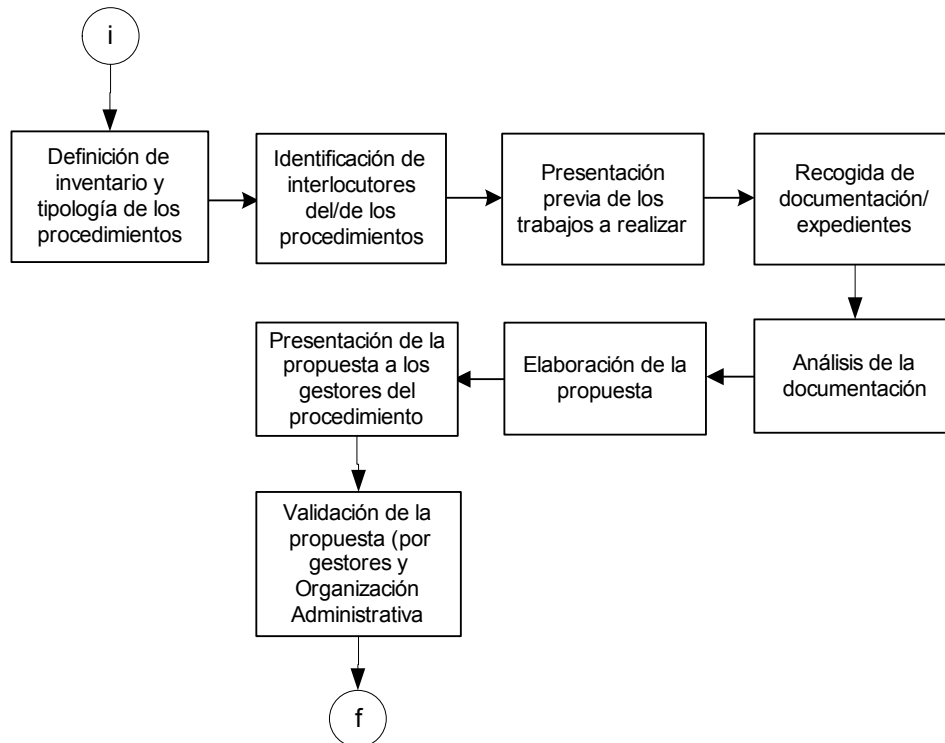 i
Definición de
inventario y
tipología de los
procedimientos
Identificación de
interlocutores
del/de los
procedimientos
Presentación
previa de los
trabajos a realizar
Recogida de
documentación/
expedientes
Análisis de la
documentación
Elaboración de la
propuesta
Presentación de la
propuesta a los
gestores del
procedimiento
Validación de la
propuesta (por
gestores y
Organización
Administrativa
f